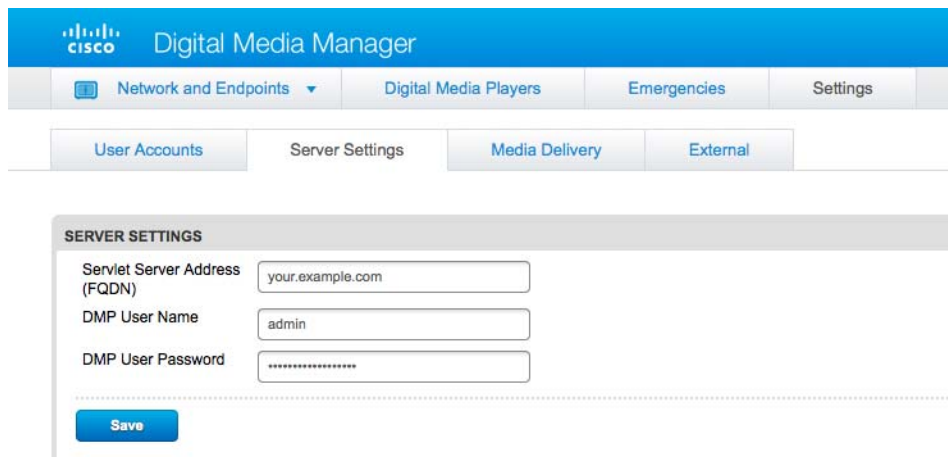 CISCO
Digital Media Manager
Network and Endpoints
Digital Media Players
Emergencies
Settings
User Accounts
Server Settings
Media Delivery
External
SERVER SETTINGS
Servlet Server Address
(FQDN)
your.example.com
DMP User Name
admin
DMP User Password
••••••••••••••••••
Save